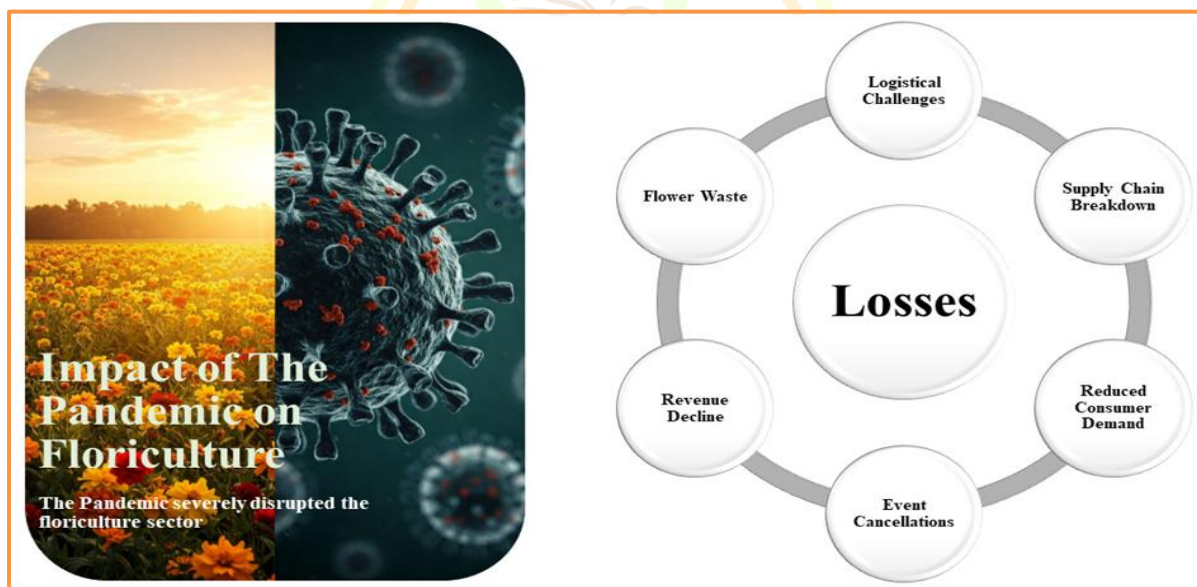 Impact of The
Pandemic on
Floriculture
The Pandemic severely disrupted the
floriculture sector
Logistical
Challenges
Supply Chain
Breakdown
Reduced
Consumer
Demand
Event
Cancellations
Revenue
Decline
Flower Waste
Losses